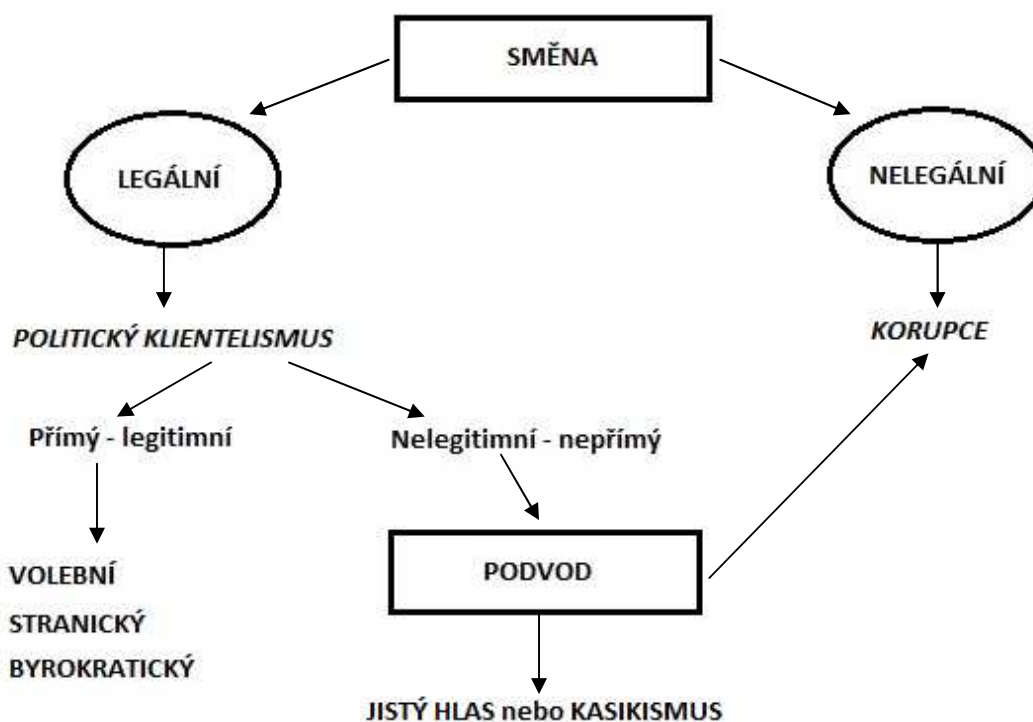 SMĚNA
LEGÁLNÍ
NELEGÁLNÍ
POLITICKÝ KLIENTELISMUS
KORUPCE
Přímý - legitimní
Nelegitimní - nepřímý
VOLEBNÍ
STRANICKÝ
BYROKRATICKÝ
PODVOD
JISTÝ HLAS nebo KASIKISMUS